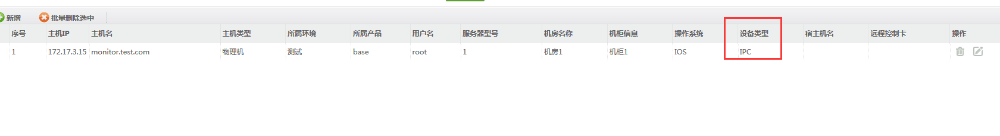 新增 批量删除选中
序号 主机IP 主机名 主机类型 所属环境 所属产品 用户名 服务器型号 机房名称 机柜信息 操作系统 设备类型 宿主机名 远程控制卡 操作
1 172.17.3.15 monitor.test.com 物理机 测试 base root 1 机房1 机柜1 IOS IPC